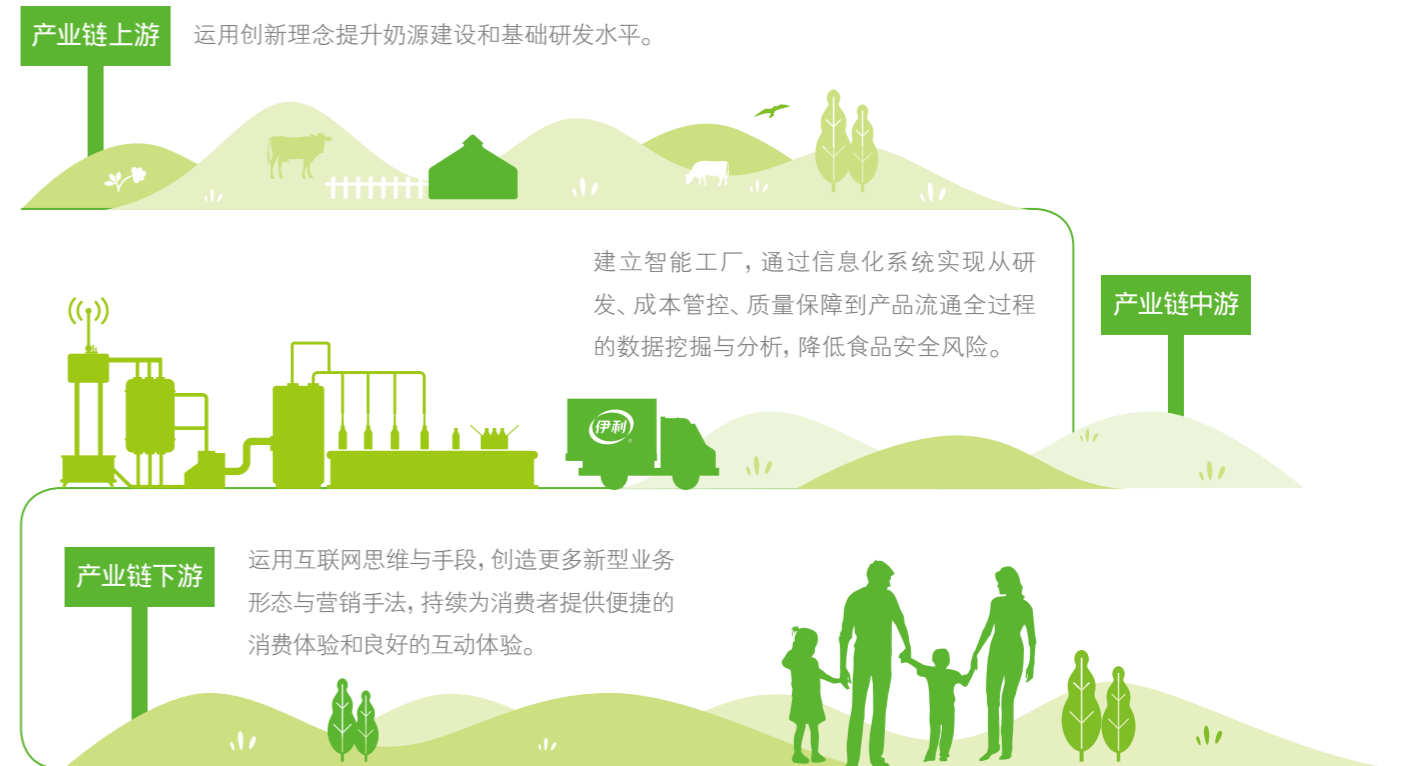 产业链上游
运用创新理念提升奶源建设和基础研发水平。
建立智能工厂，通过信息化系统实现从研
发、成本管控、质量保障到产品流通全过程
的数据挖掘与分析，降低食品安全风险。
产业链中游
伊利
产业链下游
运用互联网思维与手段，创造更多新型业务
形态与营销手法，持续为消费者提供便捷的
消费体验和良好的互动体验。